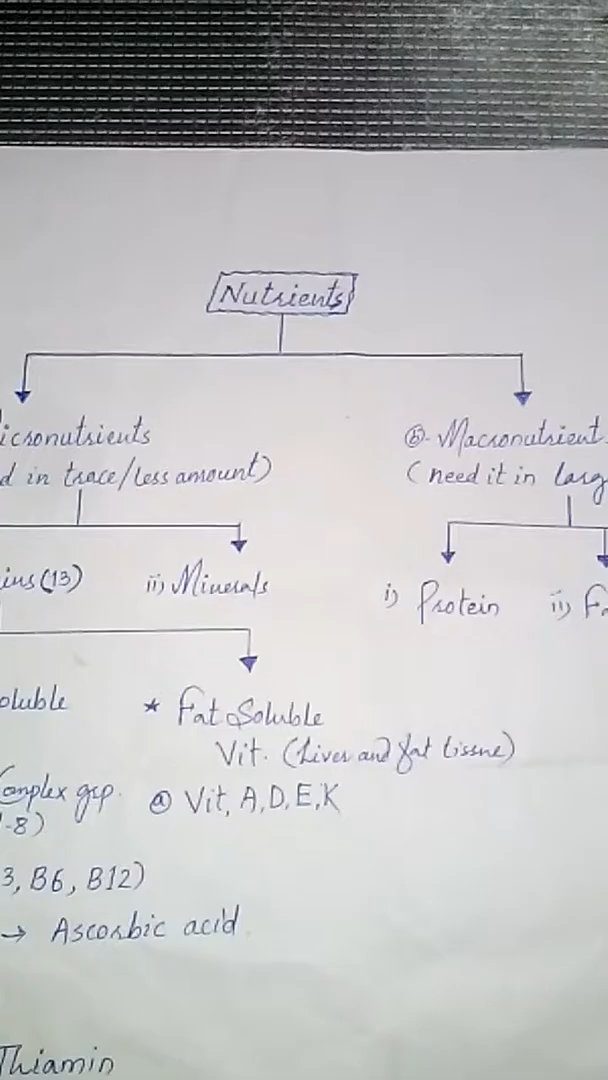 Nutrients
icronutrients
d in trace/less amount)
ⓑ. Macronutrient
(need it in larg
ins (13)
ii) Minerals
i) Protein
ii) F
oluble
* Fat Soluble
Vit. (Liver and fat tissue)
Complex grp.
-8)
@ Vit, A, D, E, K
3, B6, B12)
→ Ascorbic acid
Thiamin